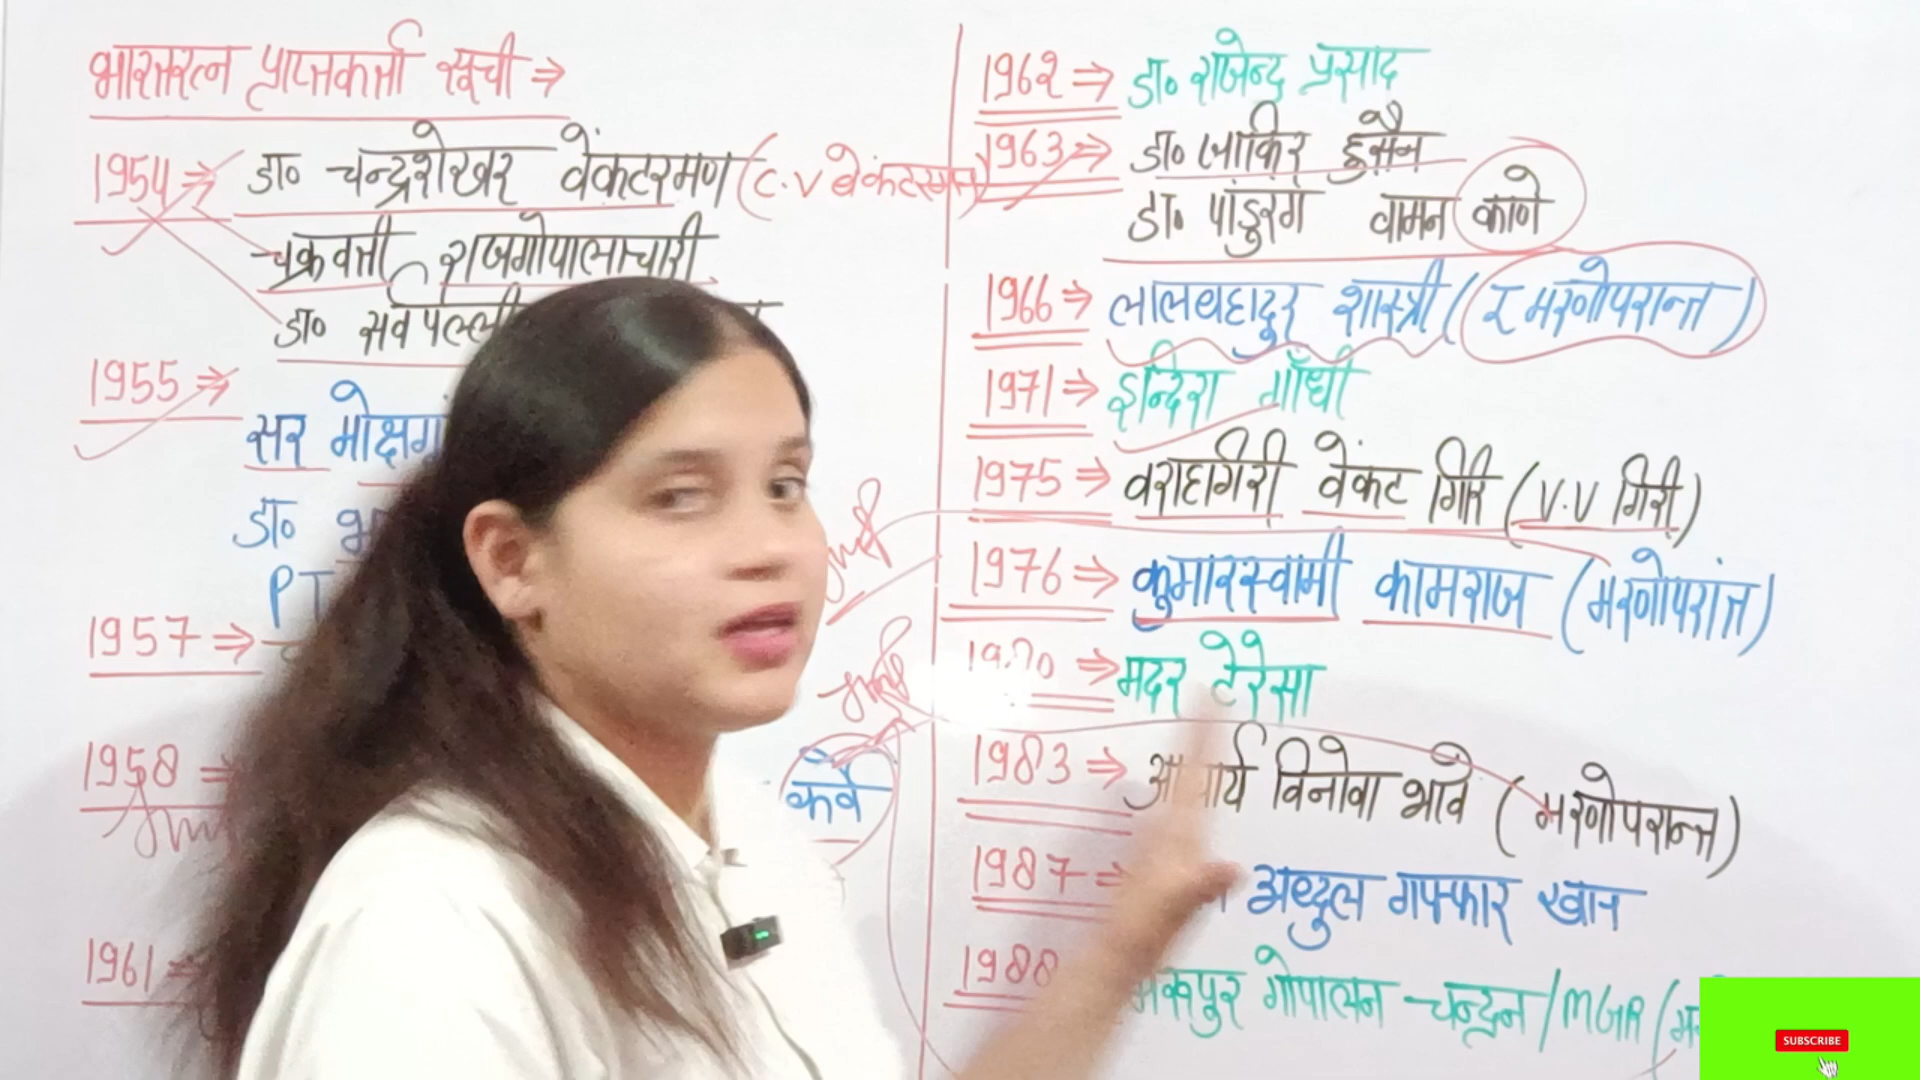 भारतरत्न प्राप्तकर्त्ता सूची ⇒
1954 ⇒ डा० चन्द्रशेखर वेंकटरमण (C.V वेंकटरमन)
चक्रवर्ती राजगोपालाचारी
डा० सर्वपल्ली
1955 ⇒
सर मोक्षगु
डा० भ
PT
1957 ⇒
1958 ⇒
कर्वे
1961 ⇒
1962 ⇒ डा० राजेन्द्र प्रसाद
1963 ⇒ डा० जाकिर हुसैन
डा० पांडुरंग वामन काणे
1966 ⇒ लालबहादुर शास्त्री (मरणोपरान्त)
1971 ⇒ इन्दिरा गाँधी
1975 ⇒ वराहगिरी वेंकट गिरि (V.V गिरी)
1976 ⇒ कुमारस्वामी कामराज (मरणोपरांत)
1980 ⇒ मदर टेरेसा
1983 ⇒ आचार्य विनोवा भावे (मरणोपरान्त)
1987 ⇒ अब्दुल गफ्फार खान
1988 गोपालन चन्द्रन / MGR (म
SUBSCRIBE